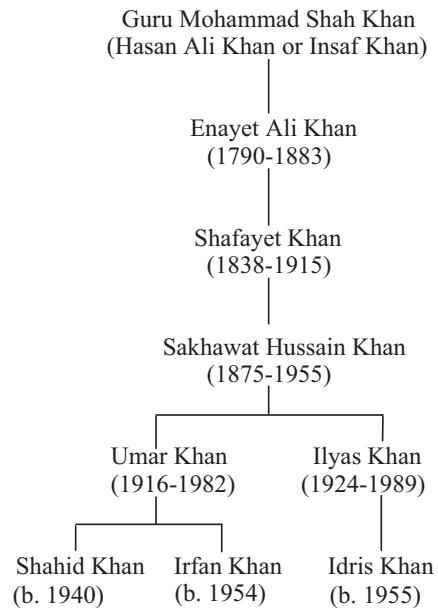 Guru Mohammad Shah Khan
(Hasan Ali Khan or Insaf Khan)
Enayet Ali Khan
(1790-1883)
Shafayet Khan
(1838-1915)
Sakhawat Hussain Khan
(1875-1955)
Umar Khan
(1916-1982)
Ilyas Khan
(1924-1989)
Shahid Khan
(b. 1940)
Irfan Khan
(b. 1954)
Idris Khan
(b. 1955)